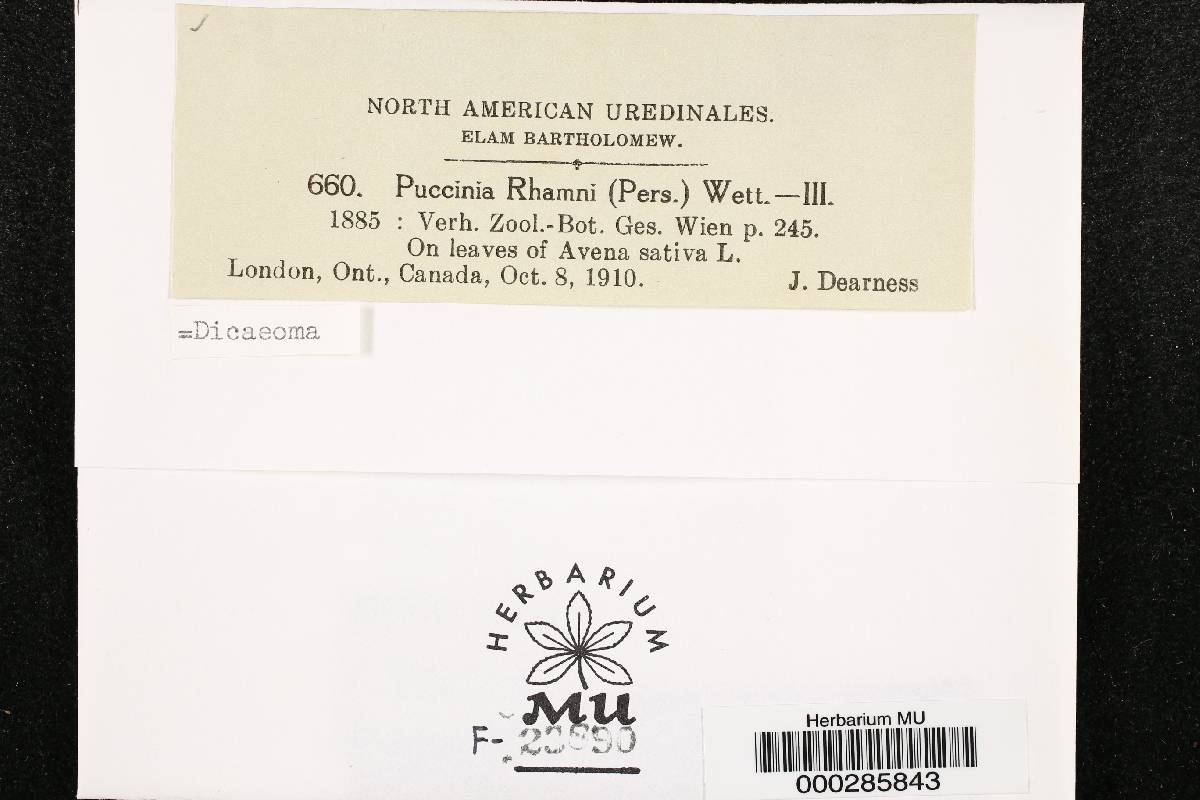 NORTH AMERICAN UREDINALES.
ELAM BARTHOLOMEW.
660. Puccinia Rhamni (Pers.) Wett.—III.
1885 : Verh. Zool.-Bot. Ges. Wien p. 245.
On leaves of Avena sativa L.
London, Ont., Canada, Oct. 8, 1910. J. Dearness
=Dicaeoma
HERBARIUM
MU
F-
Herbarium MU
000285843